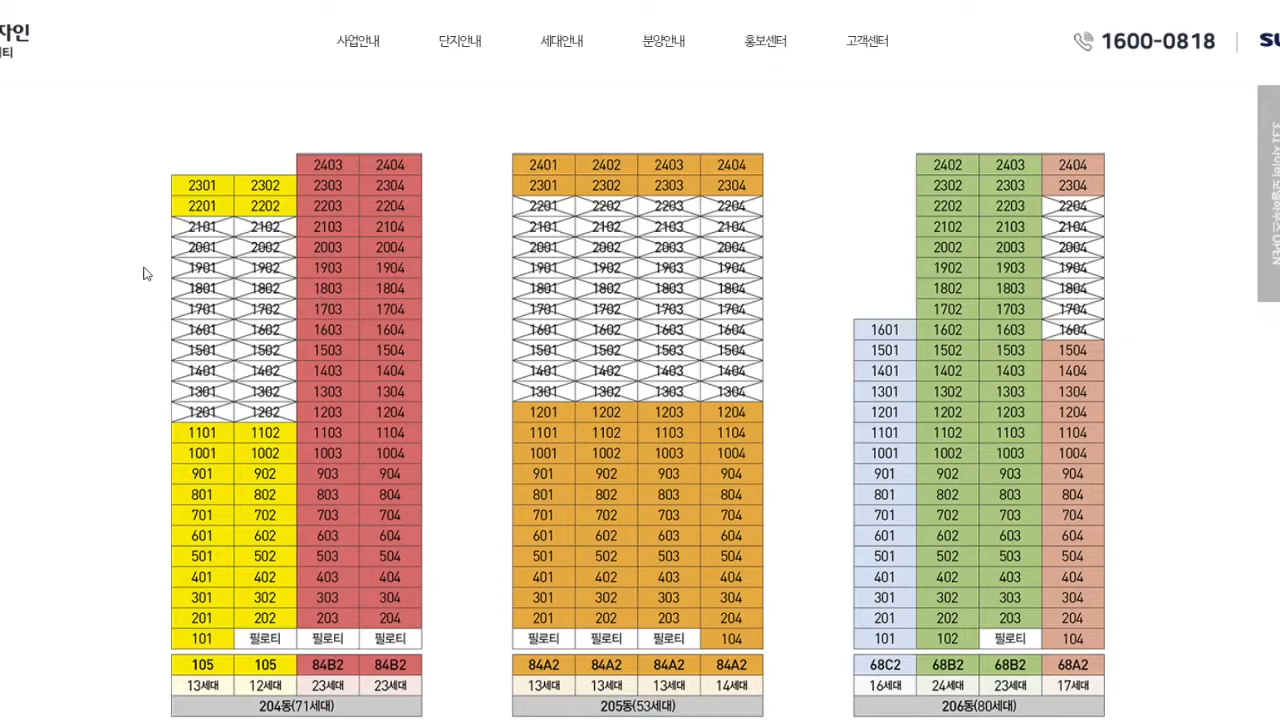 자인
티
사업안내 단지안내 세대안내 분양안내 홍보센터 고객센터 1600-0818
2403 2404 2401 2402 2403 2404 2402 2403 2404
2301 2302 2303 2304 2301 2302 2303 2304 2302 2303 2304
2201 2202 2203 2204 2201 2202 2203 2204 2202 2203 2204
2101 2102 2103 2104 2101 2102 2103 2104 2102 2103 2104
2001 2002 2003 2004 2001 2002 2003 2004 2002 2003 2004
1901 1902 1903 1904 1901 1902 1903 1904 1902 1903 1904
1801 1802 1803 1804 1801 1802 1803 1804 1802 1803 1804
1701 1702 1703 1704 1701 1702 1703 1704 1702 1703 1704
1601 1602 1603 1604 1601 1602 1603 1604 1601 1602 1603 1604
1501 1502 1503 1504 1501 1502 1503 1504 1501 1502 1503 1504
1401 1402 1403 1404 1401 1402 1403 1404 1401 1402 1403 1404
1301 1302 1303 1304 1301 1302 1303 1304 1301 1302 1303 1304
1201 1202 1203 1204 1201 1202 1203 1204 1201 1202 1203 1204
1101 1102 1103 1104 1101 1102 1103 1104 1101 1102 1103 1104
1001 1002 1003 1004 1001 1002 1003 1004 1001 1002 1003 1004
901 902 903 904 901 902 903 904 901 902 903 904
801 802 803 804 801 802 803 804 801 802 803 804
701 702 703 704 701 702 703 704 701 702 703 704
601 602 603 604 601 602 603 604 601 602 603 604
501 502 503 504 501 502 503 504 501 502 503 504
401 402 403 404 401 402 403 404 401 402 403 404
301 302 303 304 301 302 303 304 301 302 303 304
201 202 203 204 201 202 203 204 201 202 203 204
101 필로티 필로티 필로티 필로티 필로티 필로티 104 101 102 필로티 104
105 105 84B2 84B2 84A2 84A2 84A2 84A2 68C2 68B2 68B2 68A2
13세대 12세대 23세대 23세대 13세대 13세대 13세대 14세대 16세대 24세대 23세대 17세대
204동(71세대) 205동(53세대) 206동(80세대)